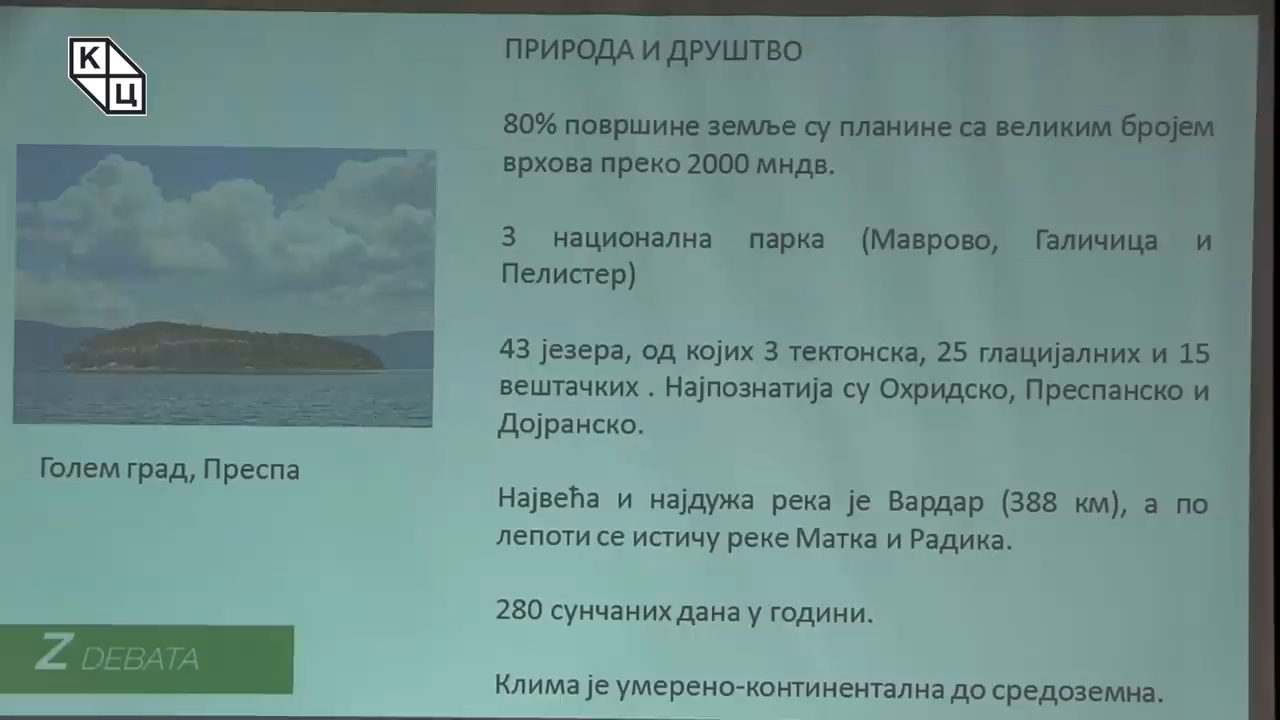 КЦ
ПРИРОДА И ДРУШТВО
80% површине земље су планине са великим бројем
врхова преко 2000 мндв.
3 национална парка (Маврово, Галичица и
Пелистер)
43 језера, од којих 3 тектонска, 25 глацијалних и 15
вештачких . Најпознатија су Охридско, Преспанско и
Дојранско.
Голем град, Преспа
Највећа и најдужа река је Вардар (388 км), а по
лепоти се истичу реке Матка и Радика.
280 сунчаних дана у години.
Клима је умерено-континентална до средоземна.
Z DEBATA